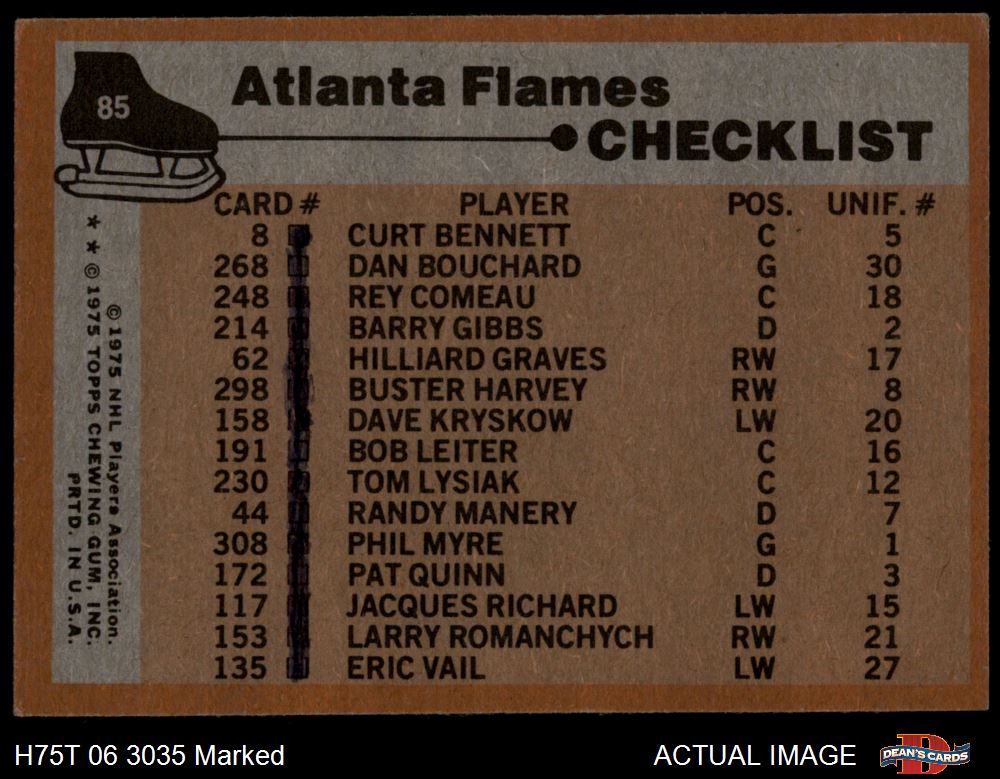 85
Atlanta Flames
CHECKLIST
CARD # PLAYER POS. UNIF. #
8 CURT BENNETT C 5
268 DAN BOUCHARD G 30
248 REY COMEAU C 18
214 BARRY GIBBS D 2
62 HILLIARD GRAVES RW 17
298 BUSTER HARVEY RW 8
158 DAVE KRYSKOW LW 20
191 BOB LEITER C 16
230 TOM LYSIAK C 12
44 RANDY MANERY D 7
308 PHIL MYRE G 1
172 PAT QUINN D 3
117 JACQUES RICHARD LW 15
153 LARRY ROMANCHYCH RW 21
135 ERIC VAIL LW 27
© 1975 NHL Players Association.
★ ★ © 1975 TOPPS CHEWING GUM, INC.
PRTD. IN U.S.A.
H75T 06 3035 Marked
ACTUAL IMAGE
DEAN'S CARDS